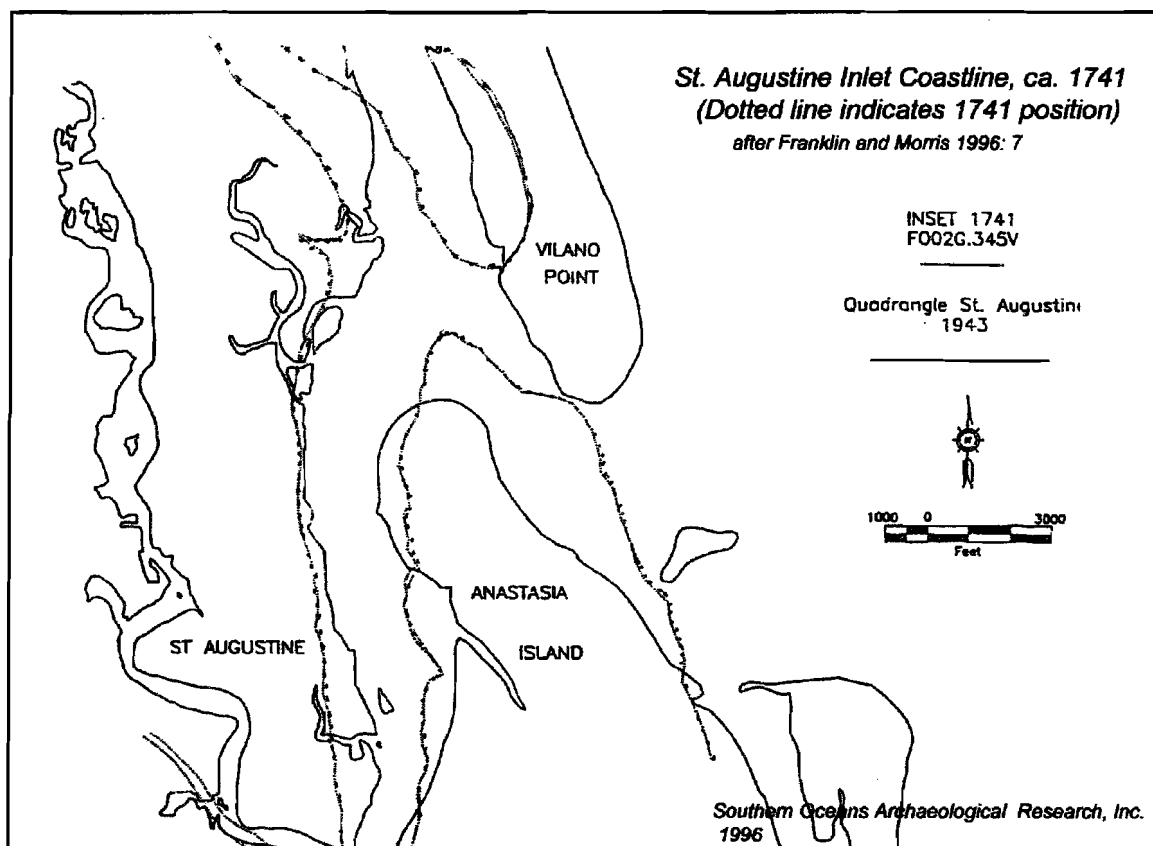 St. Augustine Inlet Coastline, ca. 1741
(Dotted line indicates 1741 position)
after Franklin and Morris 1996: 7
INSET 1741
F002G.345V
Quadrangle St. Augustine
1943
VILANO
POINT
1000 0 3000
Feet
ANASTASIA
ISLAND
ST AUGUSTINE
Southern Oceans Archaeological Research, Inc.
1996